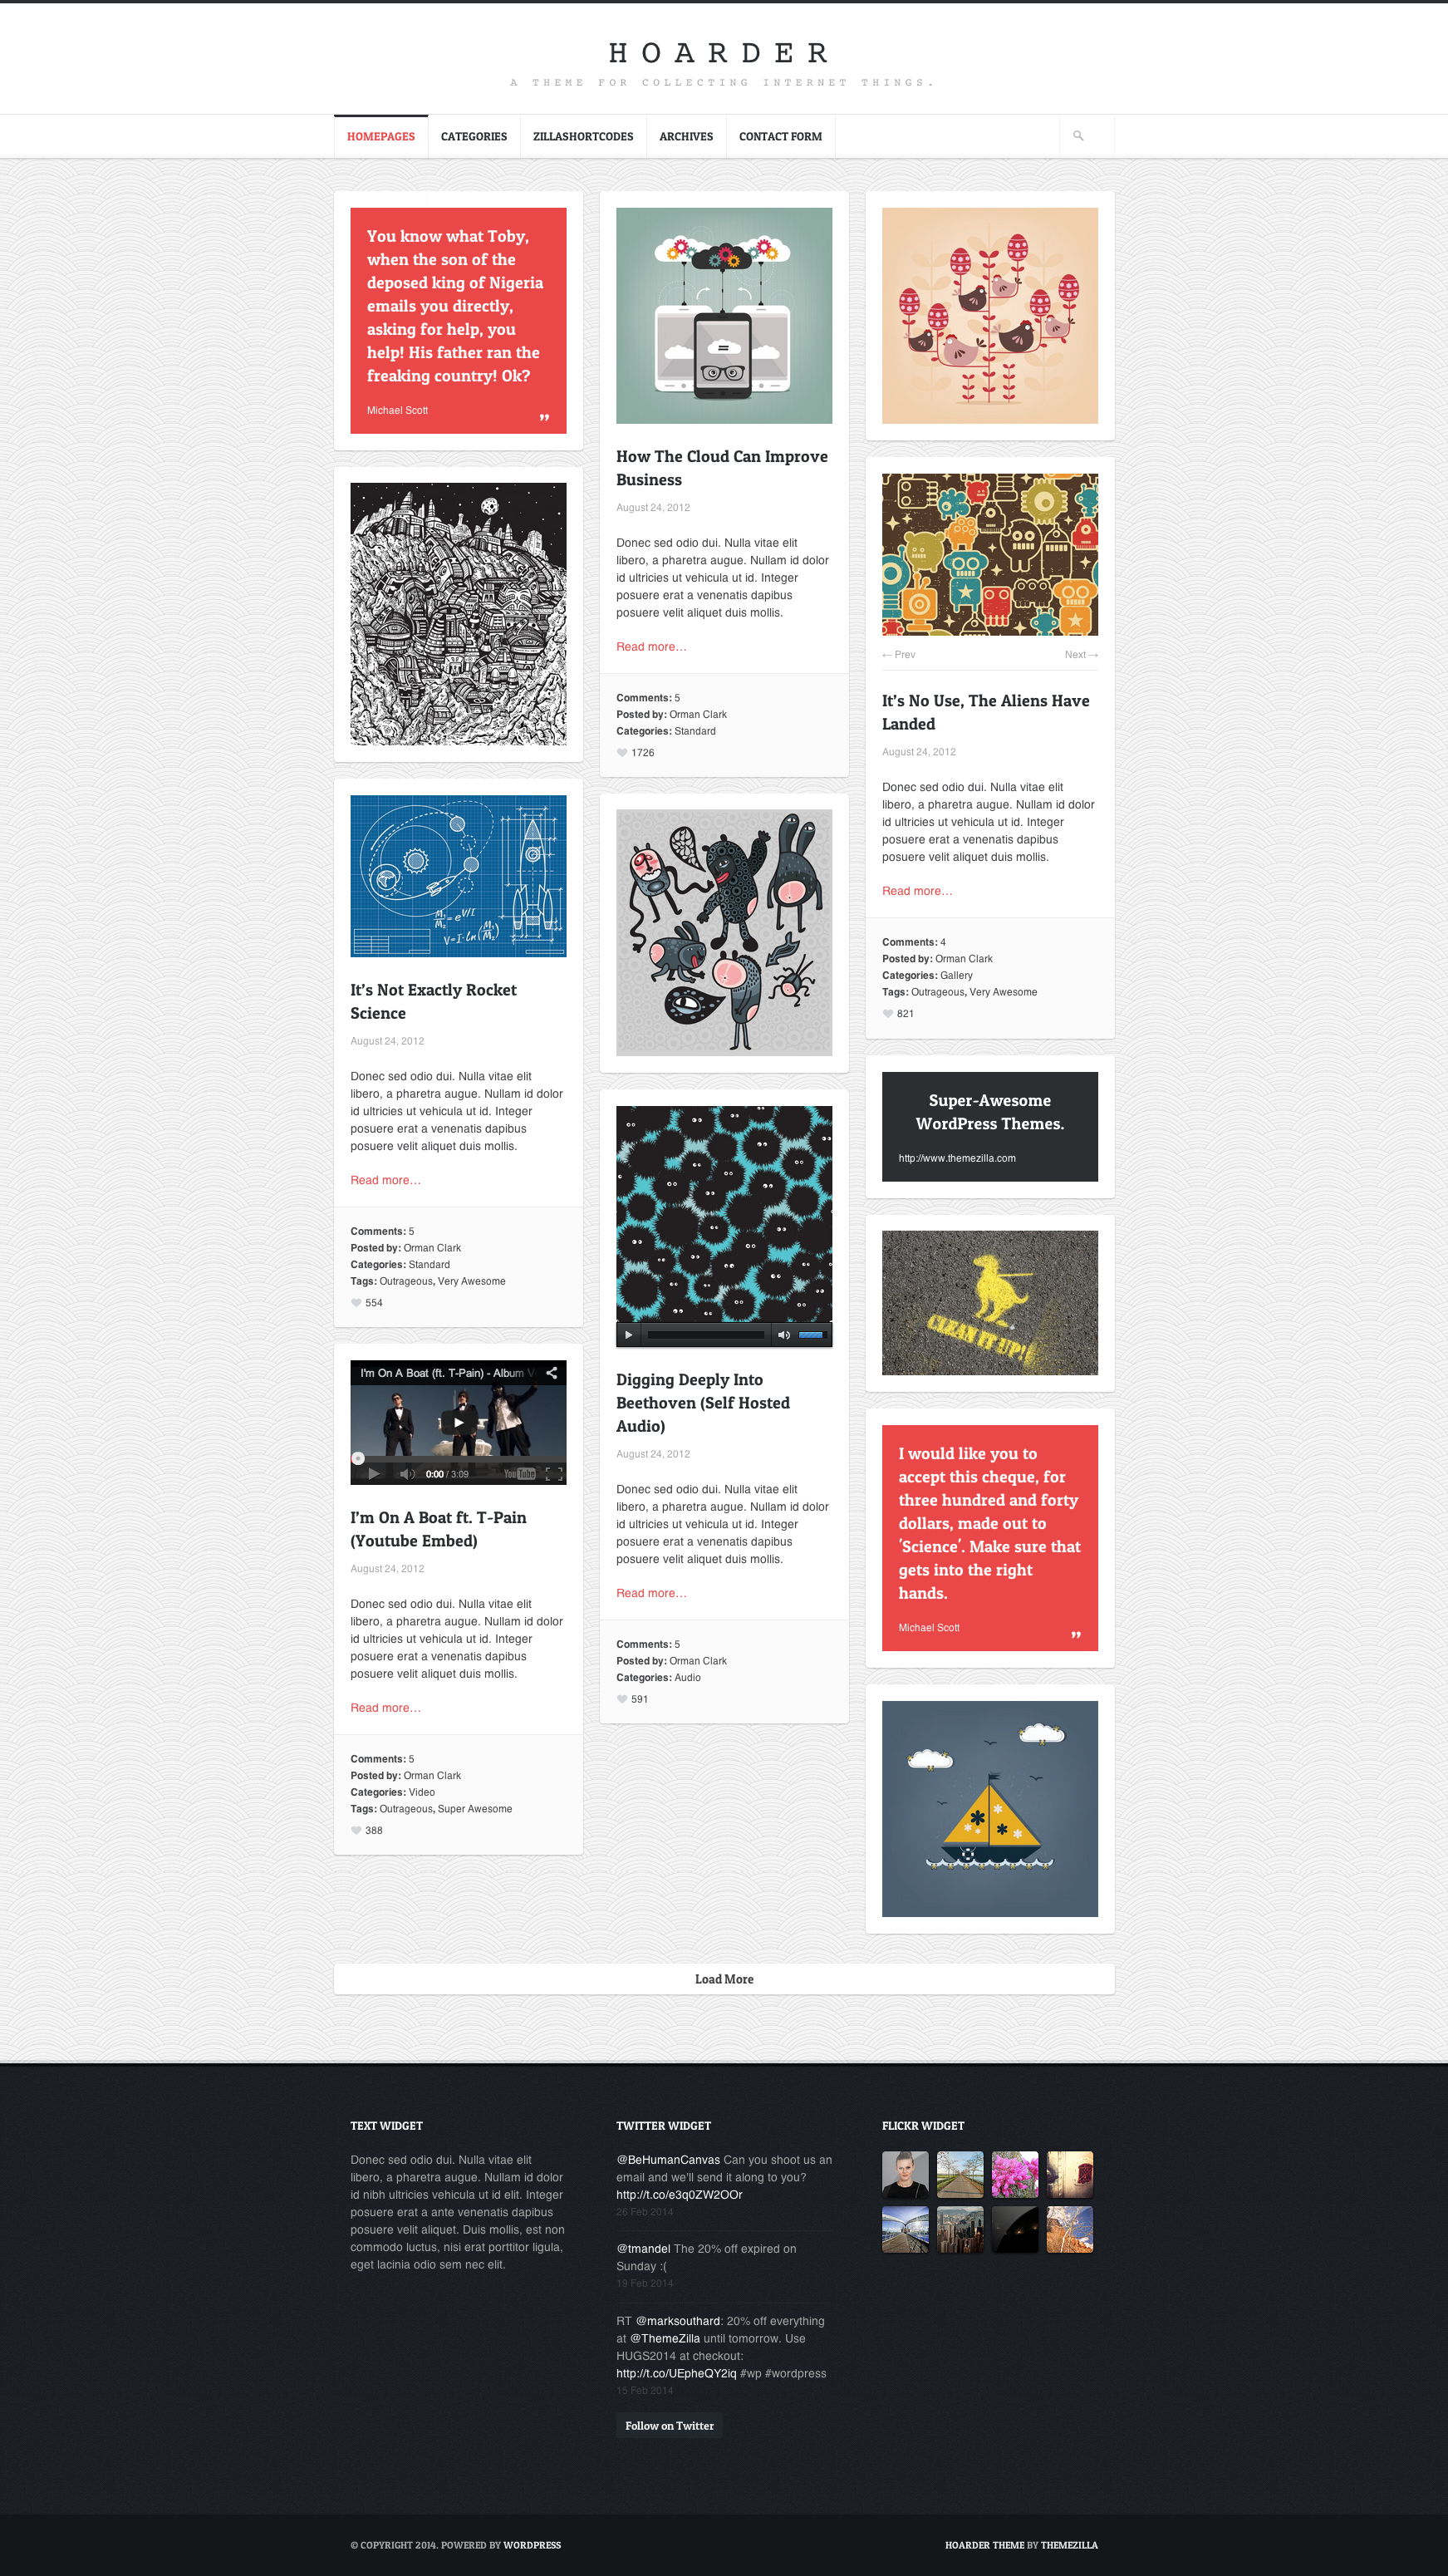 HOARDER
A THEME FOR COLLECTING INTERNET THINGS.
HOMEPAGES
CATEGORIES
ZILLASHORTCODES
ARCHIVES
CONTACT FORM
You know what Toby,
when the son of the
deposed king of Nigeria
emails you directly,
asking for help, you
help! His father ran the
freaking country! Ok?
Michael Scott
”
It’s Not Exactly Rocket
Science
August 24, 2012
Donec sed odio dui. Nulla vitae elit
libero, a pharetra augue. Nullam id dolor
id ultricies ut vehicula ut id. Integer
posuere erat a venenatis dapibus
posuere velit aliquet duis mollis.
Read more…
Comments: 5
Posted by: Orman Clark
Categories: Standard
Tags: Outrageous, Very Awesome
554
I'm On A Boat (ft. T-Pain) - Album
0:00 / 3:09
YouTube
I’m On A Boat ft. T-Pain
(Youtube Embed)
August 24, 2012
Donec sed odio dui. Nulla vitae elit
libero, a pharetra augue. Nullam id dolor
id ultricies ut vehicula ut id. Integer
posuere erat a venenatis dapibus
posuere velit aliquet duis mollis.
Read more…
Comments: 5
Posted by: Orman Clark
Categories: Video
Tags: Outrageous, Super Awesome
388
How The Cloud Can Improve
Business
August 24, 2012
Donec sed odio dui. Nulla vitae elit
libero, a pharetra augue. Nullam id dolor
id ultricies ut vehicula ut id. Integer
posuere erat a venenatis dapibus
posuere velit aliquet duis mollis.
Read more…
Comments: 5
Posted by: Orman Clark
Categories: Standard
1726
Digging Deeply Into
Beethoven (Self Hosted
Audio)
August 24, 2012
Donec sed odio dui. Nulla vitae elit
libero, a pharetra augue. Nullam id dolor
id ultricies ut vehicula ut id. Integer
posuere erat a venenatis dapibus
posuere velit aliquet duis mollis.
Read more…
Comments: 5
Posted by: Orman Clark
Categories: Audio
591
← Prev
Next →
It’s No Use, The Aliens Have
Landed
August 24, 2012
Donec sed odio dui. Nulla vitae elit
libero, a pharetra augue. Nullam id dolor
id ultricies ut vehicula ut id. Integer
posuere erat a venenatis dapibus
posuere velit aliquet duis mollis.
Read more…
Comments: 4
Posted by: Orman Clark
Categories: Gallery
Tags: Outrageous, Very Awesome
821
Super-Awesome
WordPress Themes.
http://www.themezilla.com
CLEAN IT UP!!
I would like you to
accept this cheque, for
three hundred and forty
dollars, made out to
'Science'. Make sure that
gets into the right
hands.
Michael Scott
”
Load More
TEXT WIDGET
Donec sed odio dui. Nulla vitae elit
libero, a pharetra augue. Nullam id dolor
id nibh ultricies vehicula ut id elit. Integer
posuere erat a ante venenatis dapibus
posuere velit aliquet. Duis mollis, est non
commodo luctus, nisi erat porttitor ligula,
eget lacinia odio sem nec elit.
TWITTER WIDGET
@BeHumanCanvas Can you shoot us an
email and we'll send it along to you?
http://t.co/e3q0ZW2OOr
26 Feb 2014
@tmandel The 20% off expired on
Sunday :(
19 Feb 2014
RT @marksouthard: 20% off everything
at @ThemeZilla until tomorrow. Use
HUGS2014 at checkout:
http://t.co/UEpheQY2iq #wp #wordpress
15 Feb 2014
Follow on Twitter
FLICKR WIDGET
© COPYRIGHT 2014. POWERED BY WORDPRESS
HOARDER THEME BY THEMEZILLA